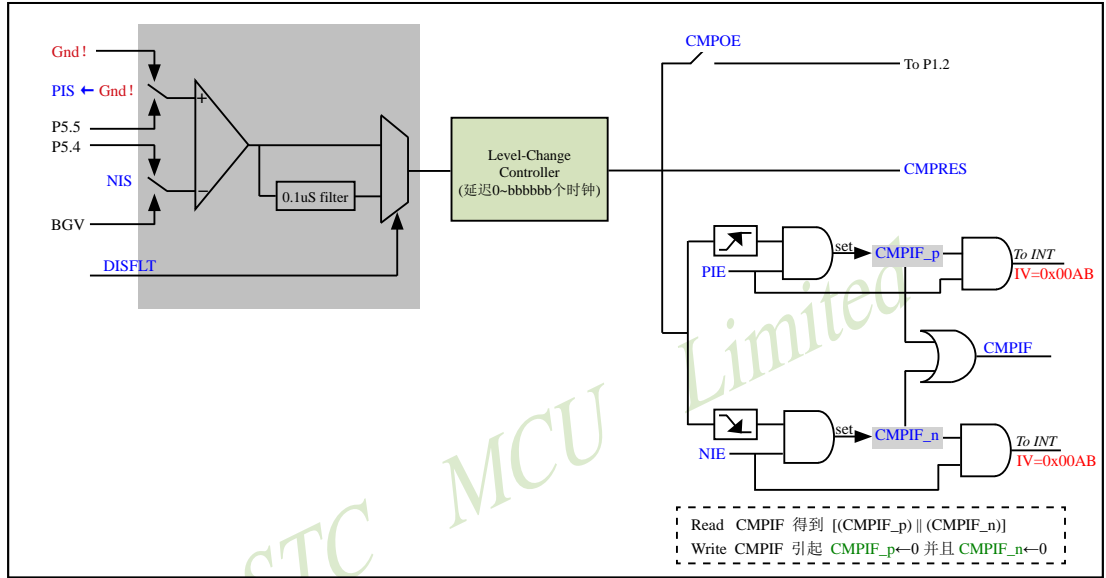 Gnd !
PIS ← Gnd !
P5.5
P5.4
NIS
BGV
DISFLT
+
−
0.1uS filter
Level-Change
Controller
(延迟0~bbbbbb个时钟)
CMPOE
To P1.2
CMPRES
PIE
set
CMPIF_p
To INT
IV=0x00AB
CMPIF
NIE
set
CMPIF_n
To INT
IV=0x00AB
Read CMPIF 得到 [(CMPIF_p) || (CMPIF_n)]
Write CMPIF 引起 CMPIF_p←0 并且 CMPIF_n←0
STC MCU Limited